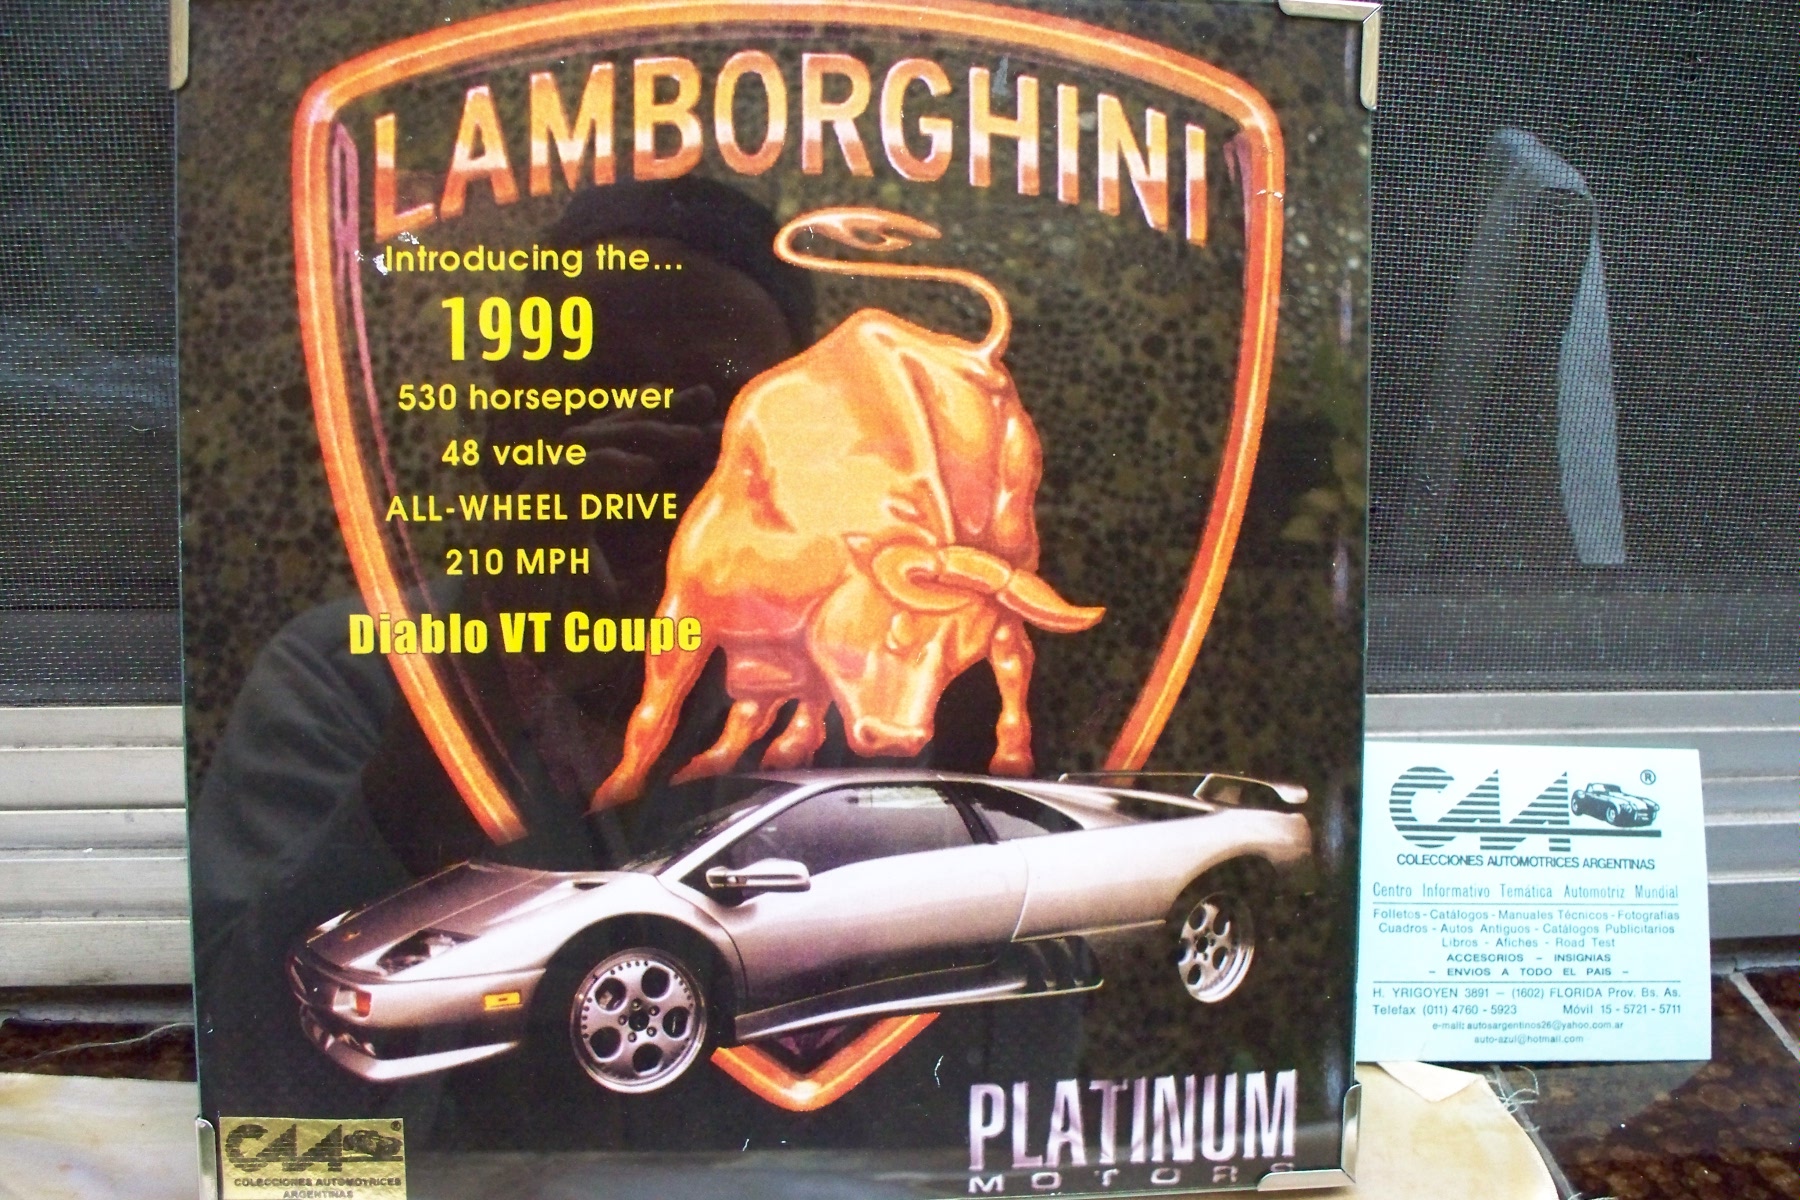 LAMBORGHINI
Introducing the...
1999
530 horsepower
48 valve
ALL-WHEEL DRIVE
210 MPH
Diablo VT Coupe
PLATINUM
MOTORS
CAA®
COLECCIONES AUTOMOTRICES
ARGENTINAS
CAA®
COLECCIONES AUTOMOTRICES ARGENTINAS
Centro Informativo Temática Automotriz Mundial
Folletos - Catálogos - Manuales Técnicos - Fotografías
Cuadros - Autos Antiguos - Catálogos Publicitarios
Libros - Afiches - Road Test
ACCESORIOS - INSIGNIAS
- ENVIOS A TODO EL PAIS -
H. YRIGOYEN 3891 - (1602) FLORIDA Prov. Bs. As.
Telefax (011) 4760 - 5923 Móvil 15 - 5721 - 5711
e-mail: autosargentinos26@yahoo.com.ar
auto-azul@hotmail.com